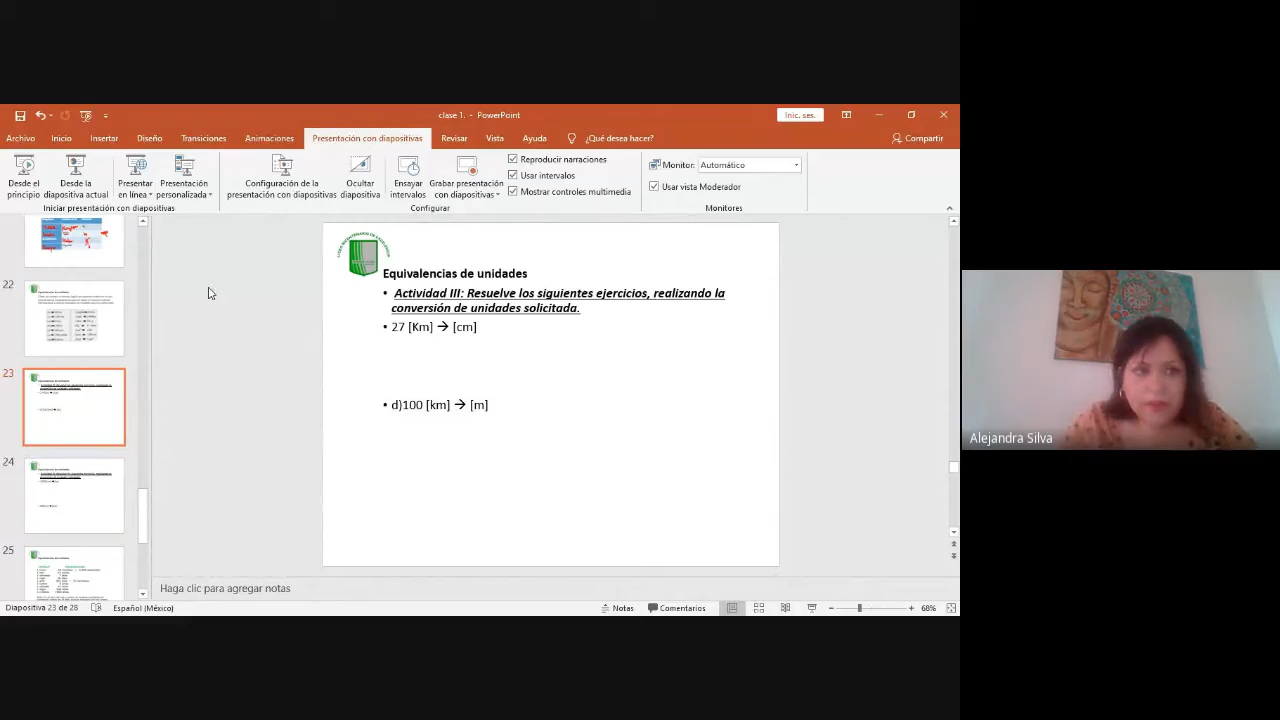 clase 1. - PowerPoint
Inic. ses.
Archivo Inicio Insertar Diseño Transiciones Animaciones Presentación con diapositivas Revisar Vista Ayuda ¿Qué desea hacer? Compartir
Desde el principio
Desde la diapositiva actual
Presentar en línea
Presentación personalizada
Iniciar presentación con diapositivas
Configuración de la presentación con diapositivas
Ocultar diapositiva
Ensayar intervalos
Grabar presentación con diapositivas
Reproducir narraciones
Usar intervalos
Mostrar controles multimedia
Configurar
Monitor: Automático
Usar vista Moderador
Monitores
22
23
24
25
Equivalencias de unidades
• Actividad III: Resuelve los siguientes ejercicios, realizando la
conversión de unidades solicitada.
• 27 [Km] → [cm]
• d)100 [km] → [m]
Haga clic para agregar notas
Diapositiva 23 de 28 Español (México) Notas Comentarios 68%
Alejandra Silva